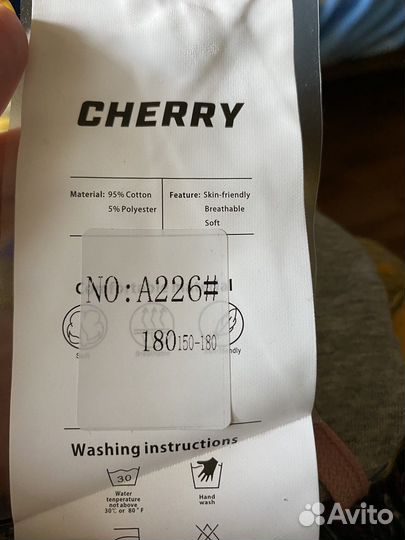 CHERRY
Material: 95% Cotton
5% Polyester
Feature: Skin-friendly
Breathable
Soft
NO:A226#
180 150-180
Washing instructions
30
Water
tenperature
not above
30℃ or 80°F
Hand
wash
Avito